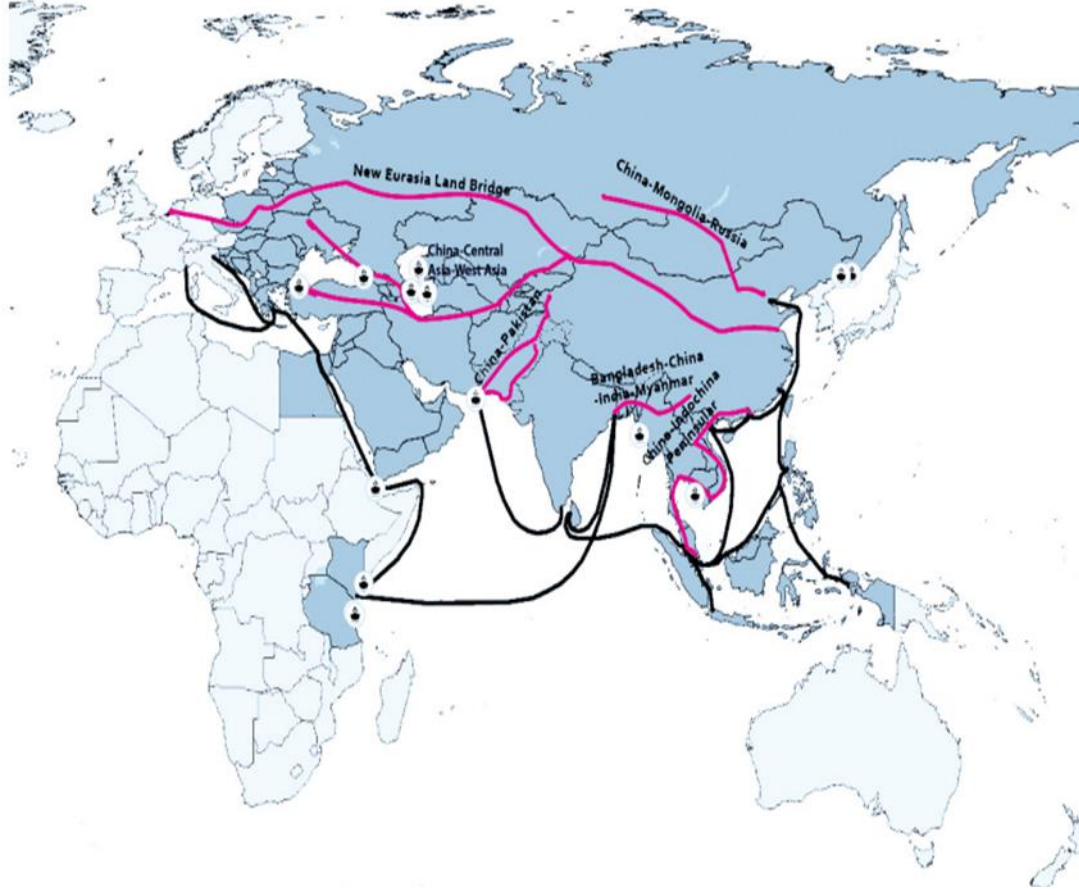 New Eurasia Land Bridge
China-Mongolia-Russia
China-Central
Asia-West Asia
China-Pakistan
Bangladesh-China
-India-Myanmar
China-Indochina
Peninsular